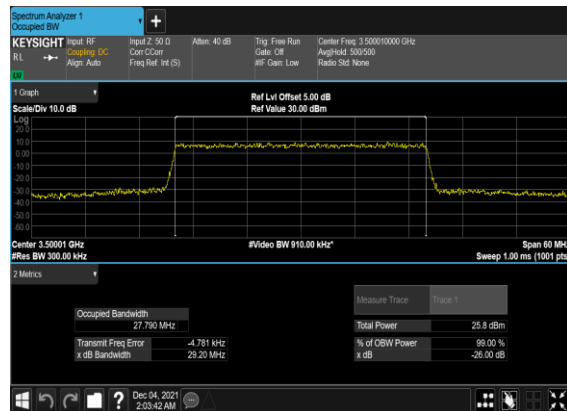 Spectrum Analyzer 1
Occupied BW
+
KEYSIGHT
R L
Input: RF
Coupling: DC
Align: Auto
Input Z: 50 Ω
Corr CCorr
Freq Ref: Int (S)
Atten: 40 dB
Trig: Free Run
Gate: Off
#IF Gain: Low
Center Freq: 3.500010000 GHz
Avg|Hold: 500/500
Radio Std: None
1 Graph
Scale/Div 10.0 dB
Ref Lvl Offset 5.00 dB
Ref Value 30.00 dBm
Log
20.0
10.0
0.00
-10.0
-20.0
-30.0
-40.0
-50.0
-60.0
Center 3.50001 GHz
#Res BW 300.00 kHz
#Video BW 910.00 kHz*
Span 60 MHz
Sweep 1.00 ms (1001 pts
2 Metrics
Measure Trace
Trace 1
Occupied Bandwidth
27.790 MHz
Total Power
25.8 dBm
Transmit Freq Error
-4.781 kHz
% of OBW Power
99.00 %
x dB Bandwidth
29.20 MHz
x dB
-26.00 dB
?
Dec 04, 2021
2:03:42 AM